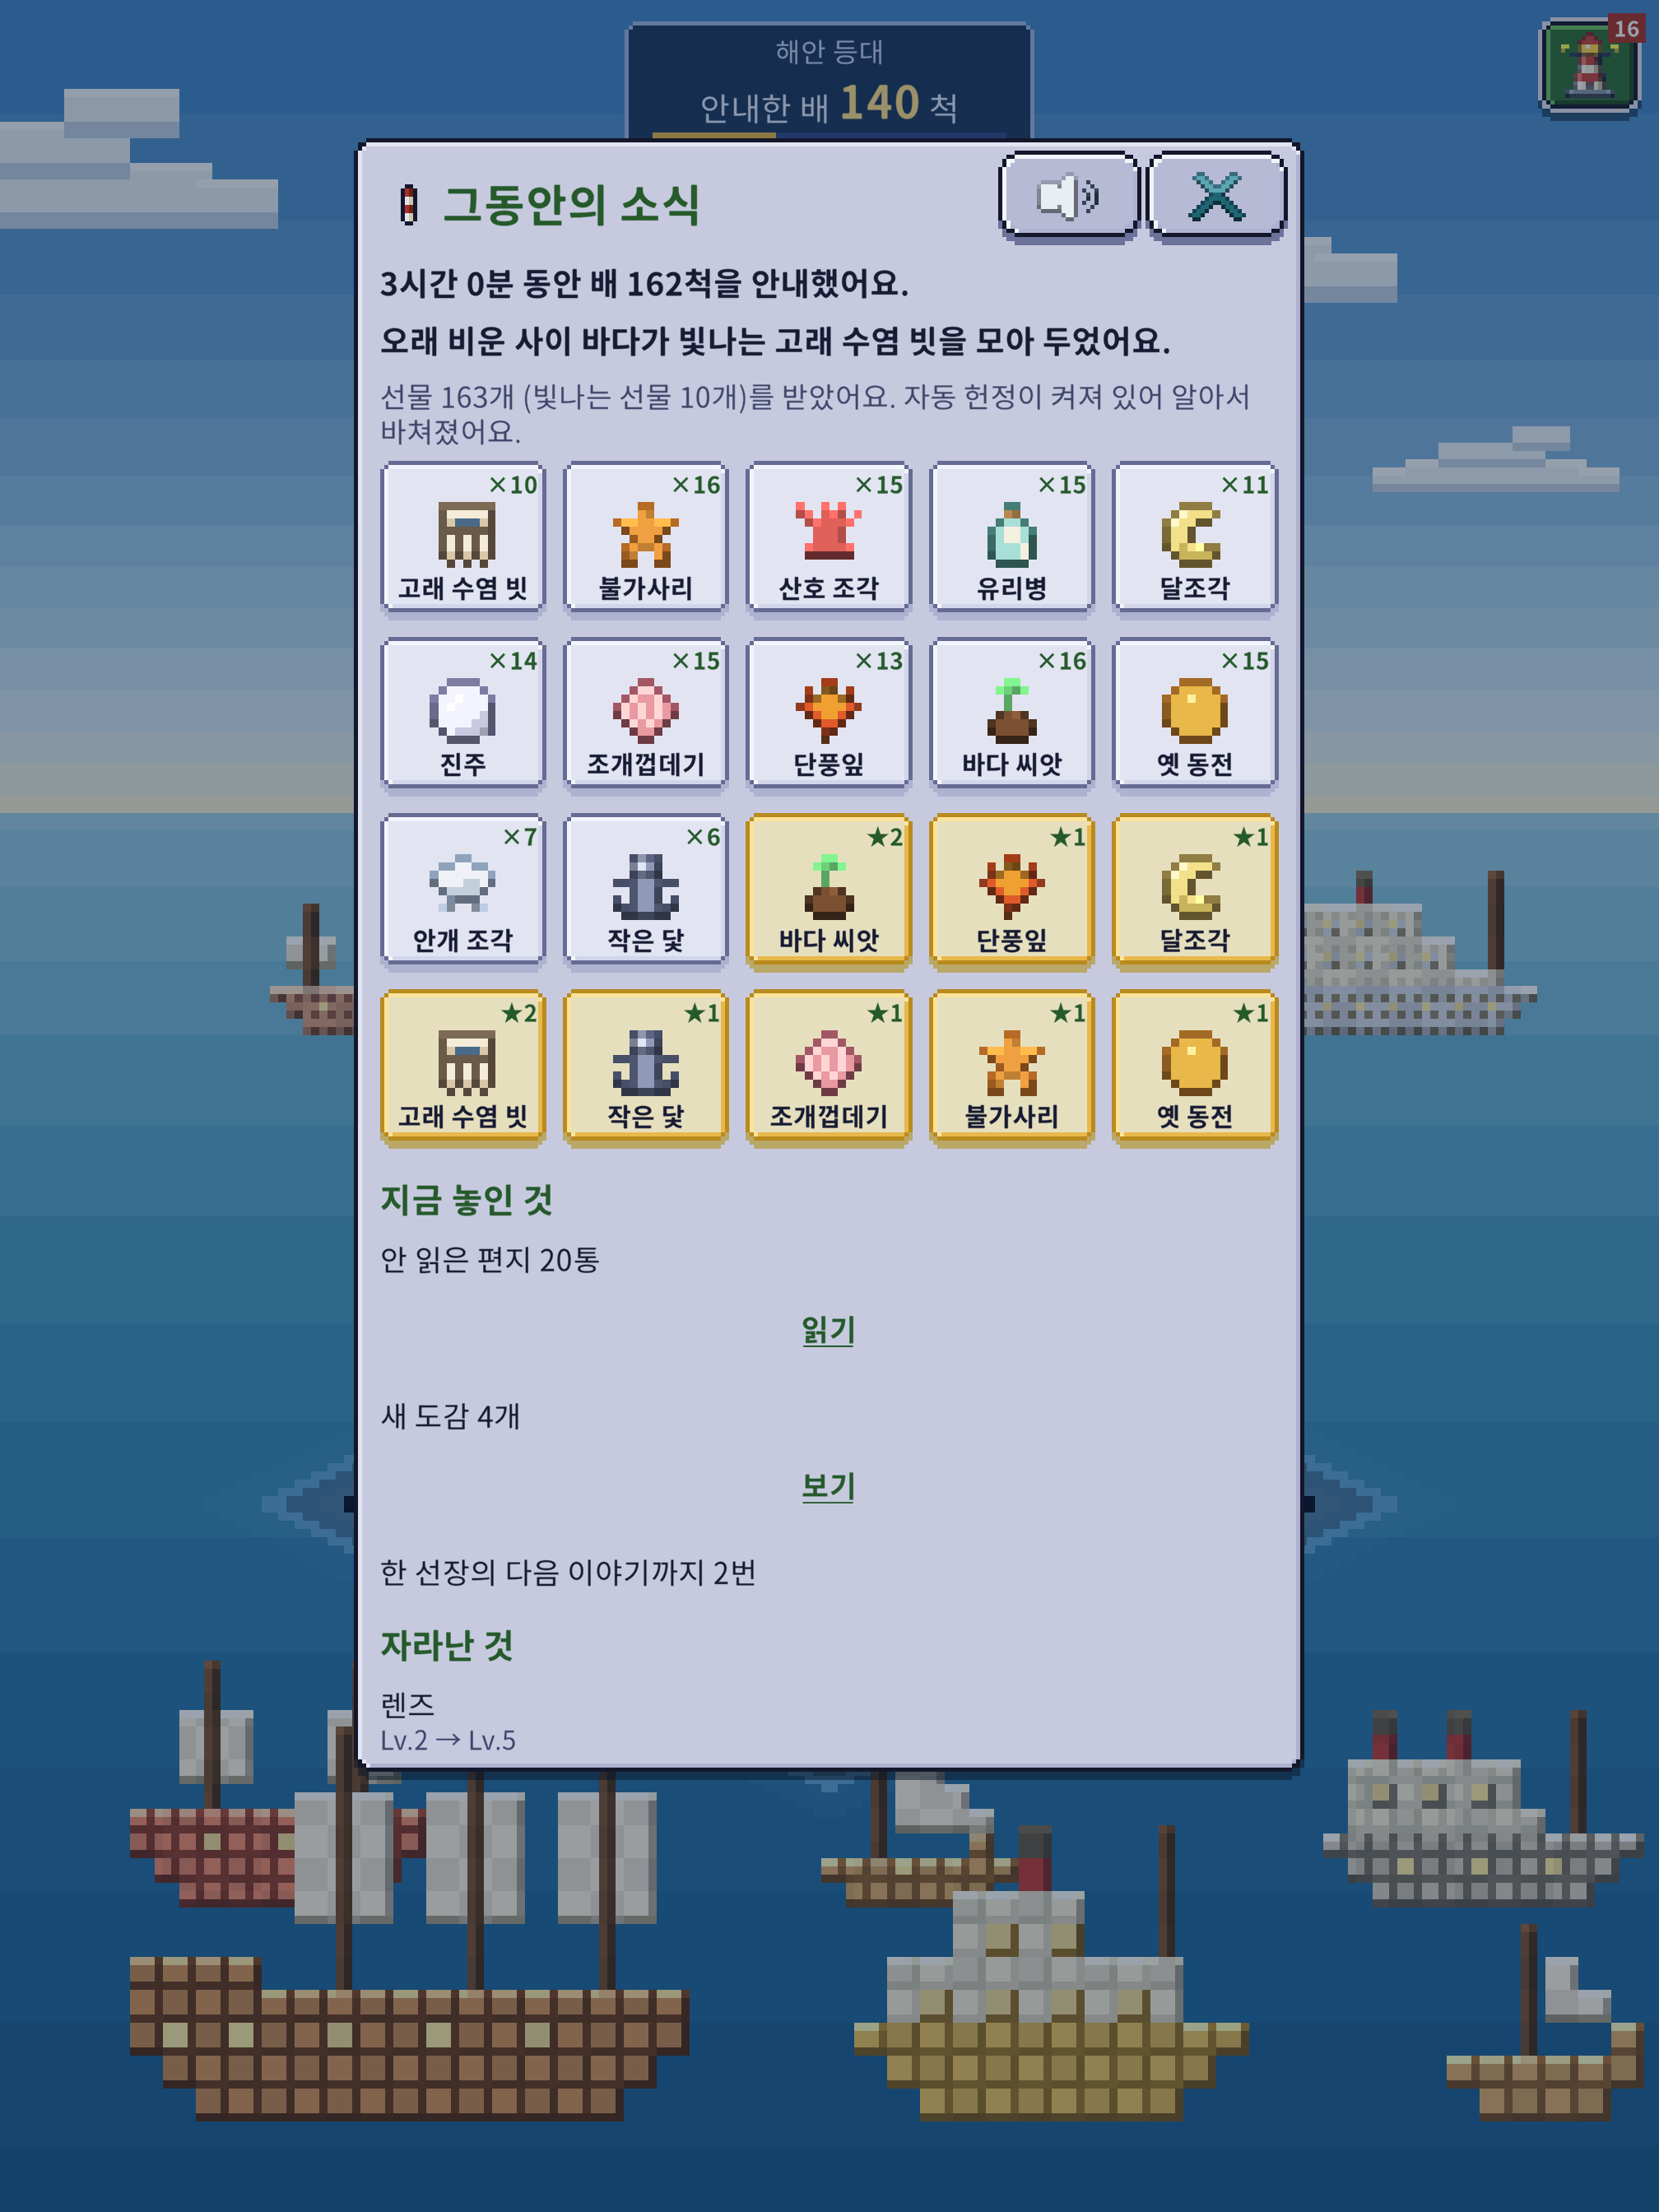 해안 등대
안내한 배 140 척
16
그동안의 소식
3시간 0분 동안 배 162척을 안내했어요.
오래 비운 사이 바다가 빛나는 고래 수염 빗을 모아 두었어요.
선물 163개 (빛나는 선물 10개)를 받았어요. 자동 헌정이 켜져 있어 알아서
바쳐졌어요.
×10 ×16 ×15 ×15 ×11
고래 수염 빗 불가사리 산호 조각 유리병 달조각
×14 ×15 ×13 ×16 ×15
진주 조개껍데기 단풍잎 바다 씨앗 옛 동전
×7 ×6 ★2 ★1 ★1
안개 조각 작은 닻 바다 씨앗 단풍잎 달조각
★2 ★1 ★1 ★1 ★1
고래 수염 빗 작은 닻 조개껍데기 불가사리 옛 동전
지금 놓인 것
안 읽은 편지 20통
읽기
새 도감 4개
보기
한 선장의 다음 이야기까지 2번
자라난 것
렌즈
Lv.2 → Lv.5